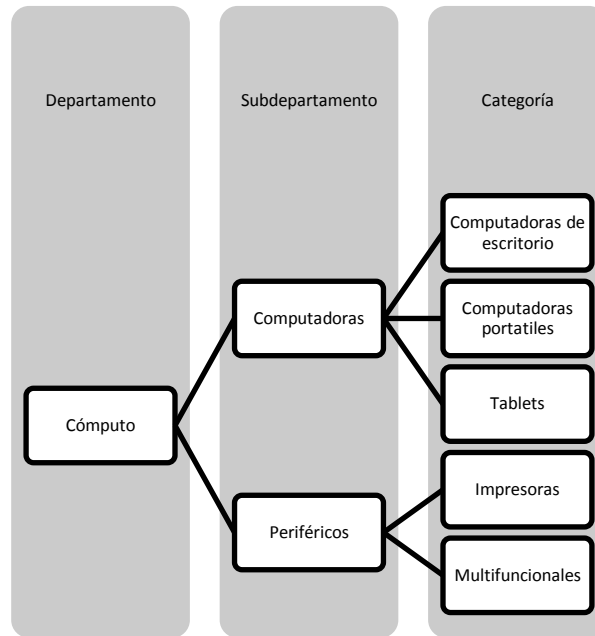 Departamento
Subdepartamento
Categoría
Computadoras de
escritorio
Computadoras
Computadoras
portatiles
Tablets
Cómputo
Impresoras
Periféricos
Multifuncionales